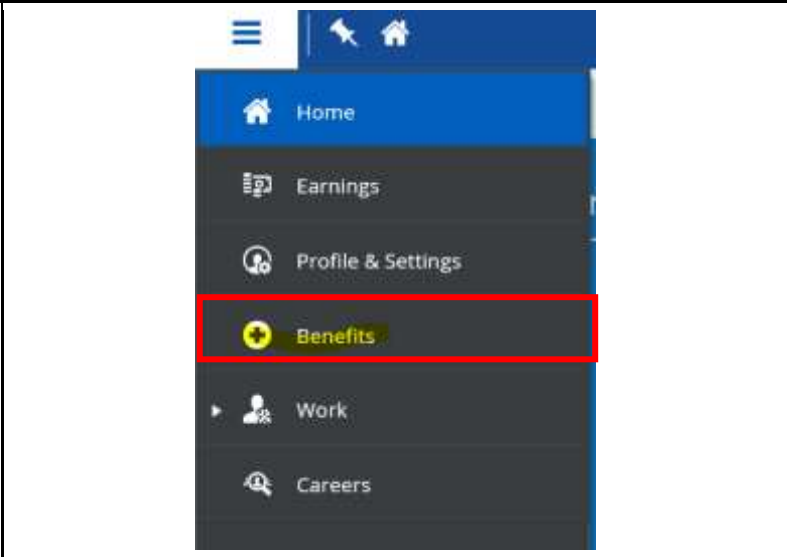 Home
Earnings
Profile & Settings
Benefits
Work
Careers